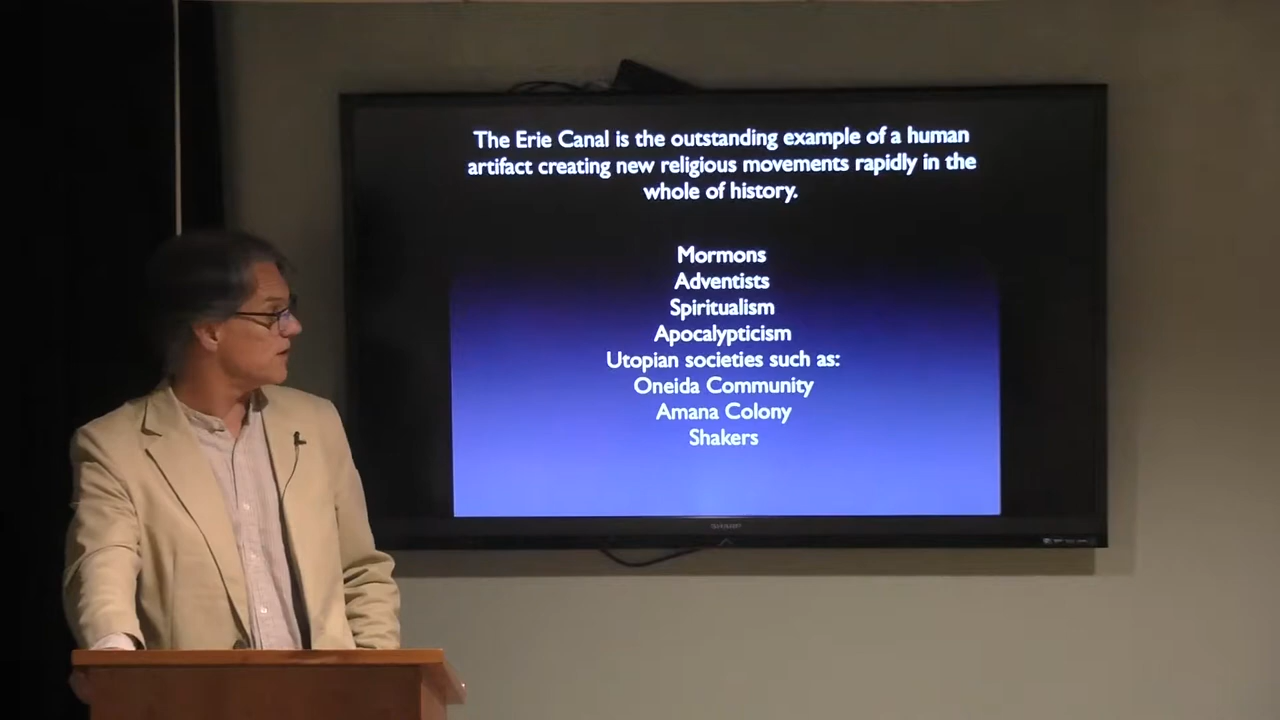 The Erie Canal is the outstanding example of a human
artifact creating new religious movements rapidly in the
whole of history.
Mormons
Adventists
Spiritualism
Apocalypticism
Utopian societies such as:
Oneida Community
Amana Colony
Shakers
SHARP